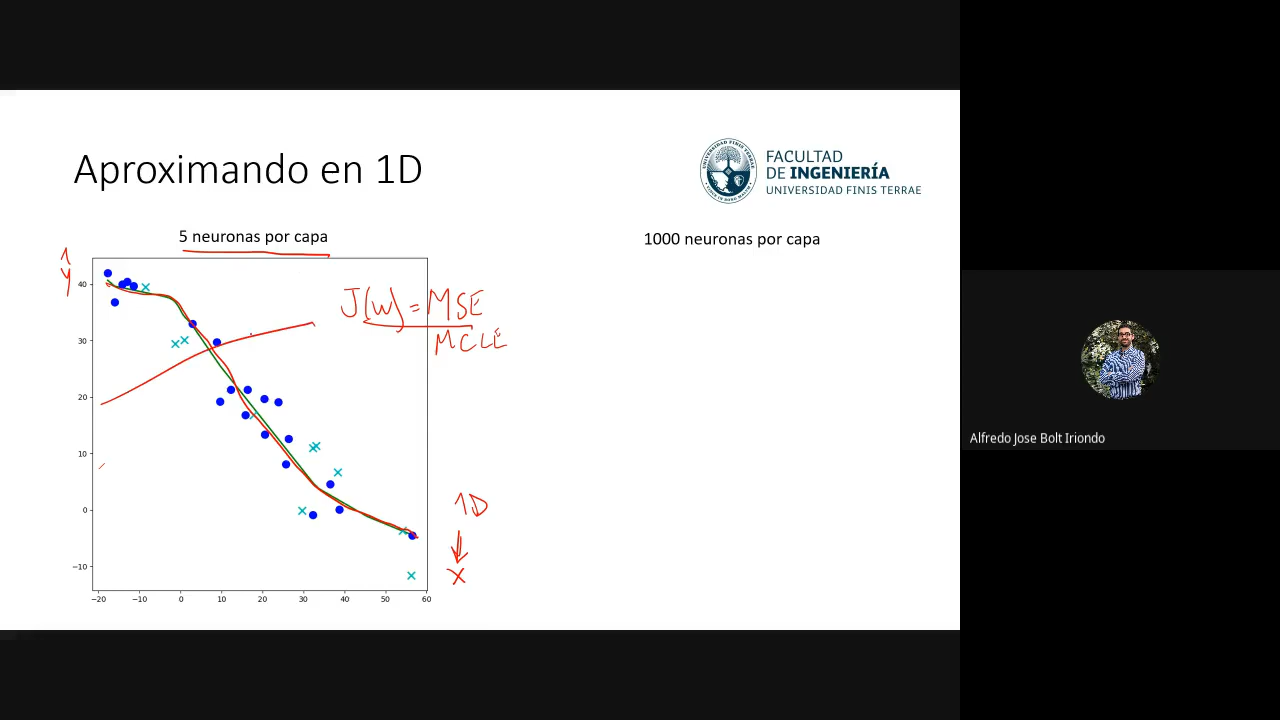 Aproximando en 1D
FACULTAD
DE INGENIERÍA
UNIVERSIDAD FINIS TERRAE
5 neuronas por capa
1000 neuronas por capa
y
J(w) = MSE
MCLE
1D
x
40
30
20
10
0
−10
−20 −10 0 10 20 30 40 50 60
Alfredo Jose Bolt Iriondo